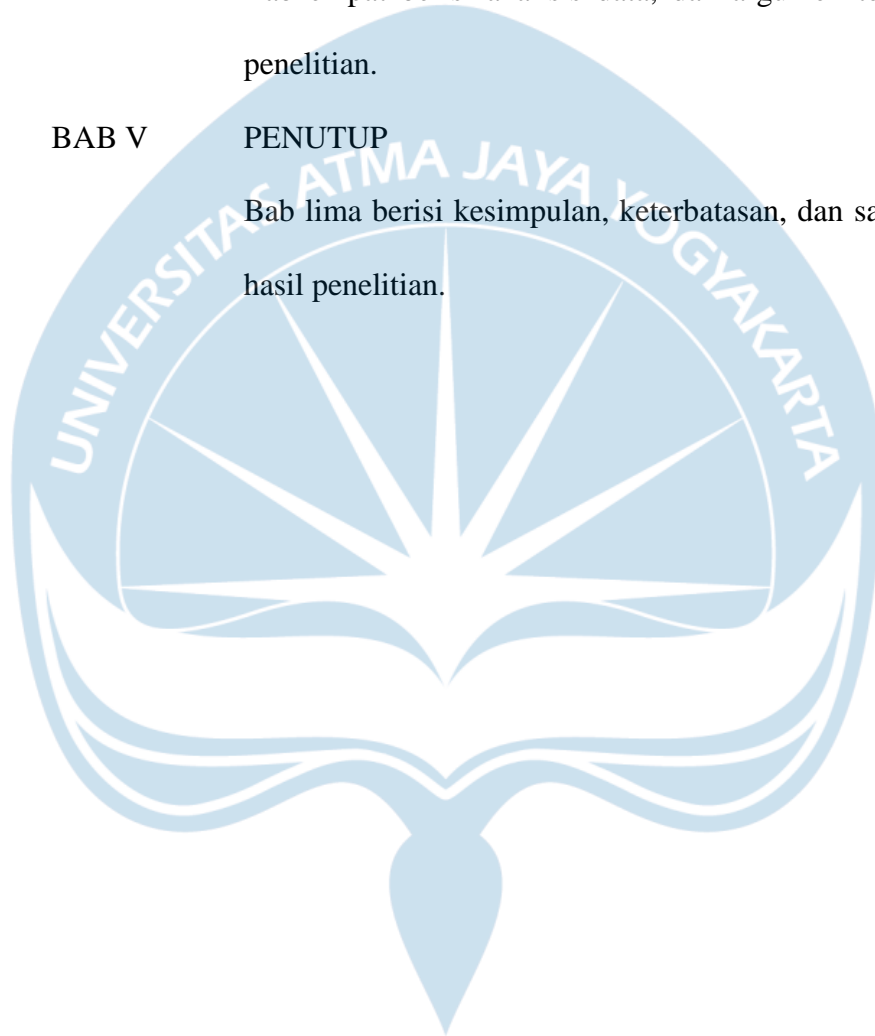 penelitian.
BAB V PENUTUP
UNIVERSITAS ATMA JAYA YOGYAKARTA
Bab lima berisi kesimpulan, keterbatasan, dan
hasil penelitian.